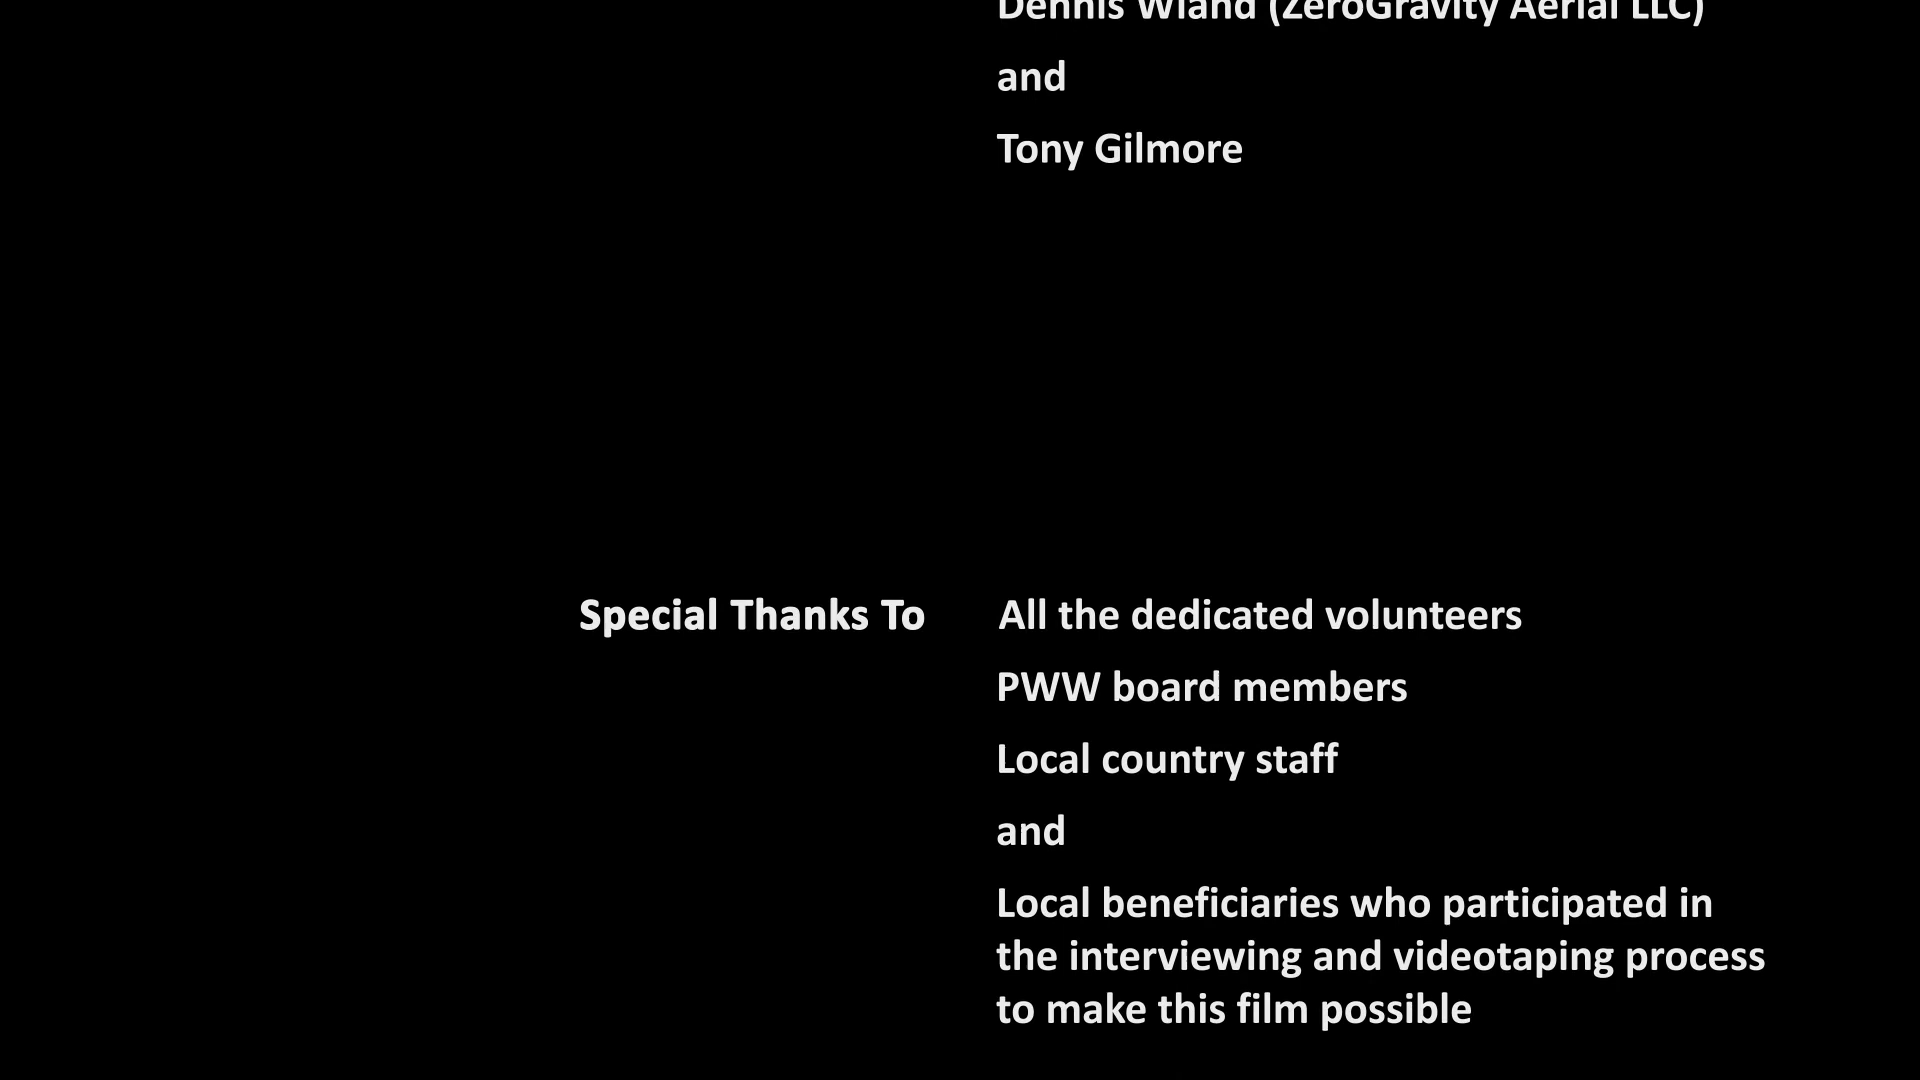 Dennis Wland (ZeroGravity Aerial LLC)
and
Tony Gilmore
Special Thanks To All the dedicated volunteers
PWW board members
Local country staff
and
Local beneficiaries who participated in
the interviewing and videotaping process
to make this film possible